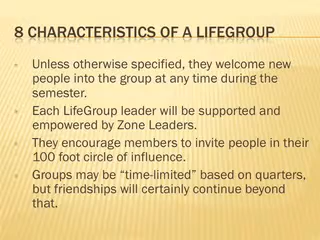 8 CHARACTERISTICS OF A LIFEGROUP
▪ Unless otherwise specified, they welcome new
people into the group at any time during the
semester.
▪ Each LifeGroup leader will be supported and
empowered by Zone Leaders.
▪ They encourage members to invite people in their
100 foot circle of influence.
▪ Groups may be “time-limited” based on quarters,
but friendships will certainly continue beyond
that.